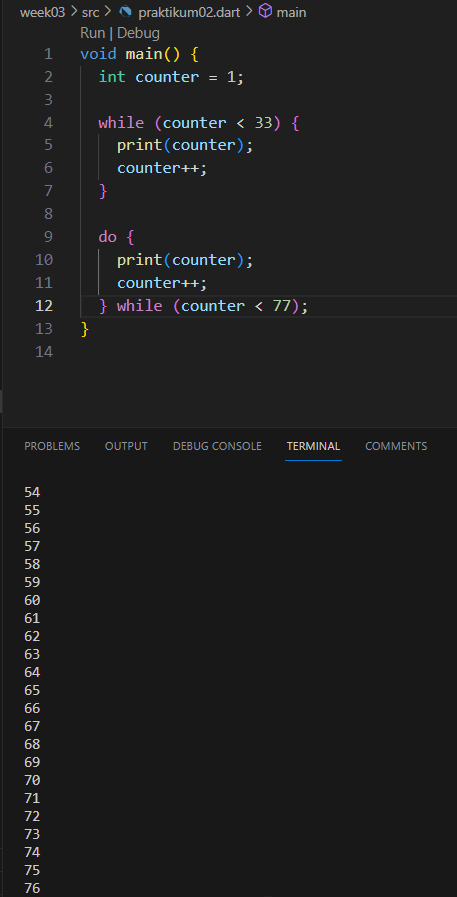 week03 > src > praktikum02.dart > main
Run | Debug
1 void main() {
2 int counter = 1;
3
4 while (counter < 33) {
5 print(counter);
6 counter++;
7 }
8
9 do {
10 print(counter);
11 counter++;
12 } while (counter < 77);
13 }
14
PROBLEMS OUTPUT DEBUG CONSOLE TERMINAL COMMENTS
54
55
56
57
58
59
60
61
62
63
64
65
66
67
68
69
70
71
72
73
74
75
76